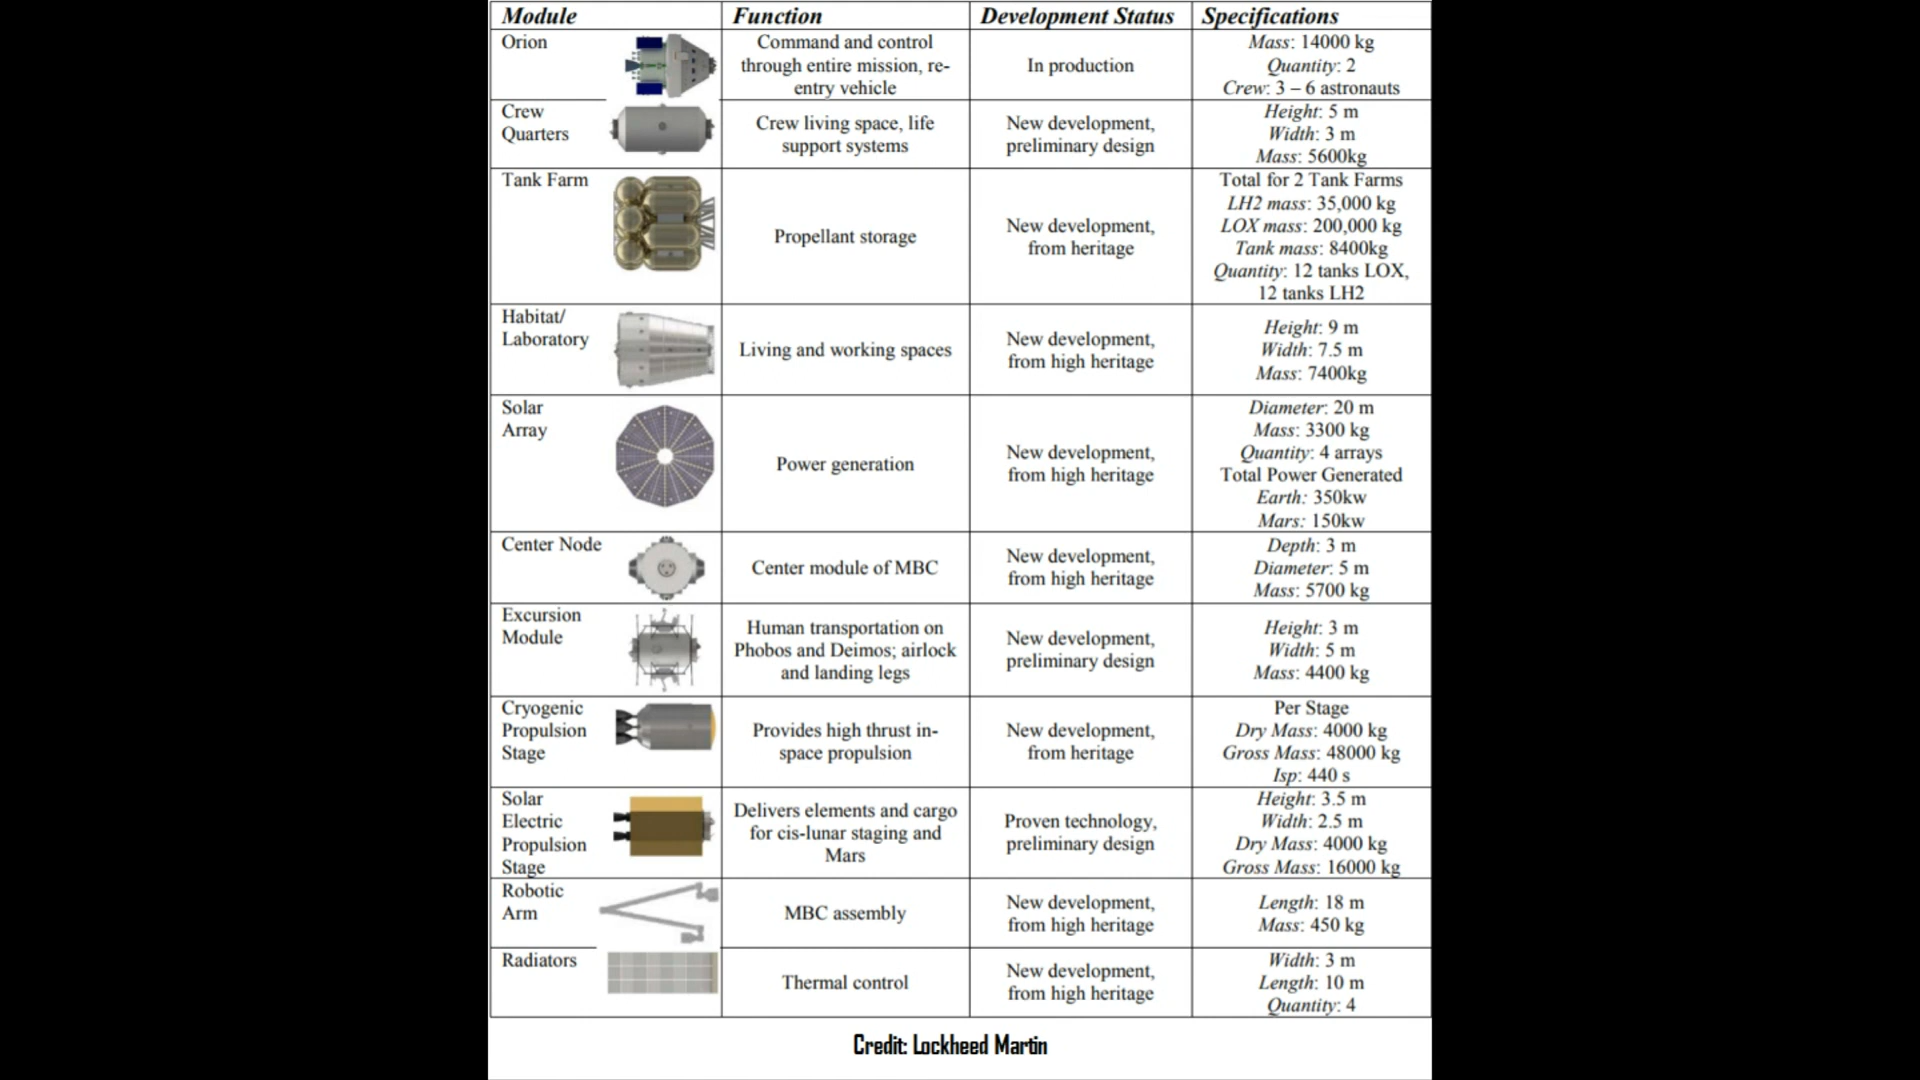 Module Function Development Status Specifications
Orion
Command and control
through entire mission, re-
entry vehicle
In production
Mass: 14000 kg
Quantity: 2
Crew: 3 – 6 astronauts
Crew
Quarters
Crew living space, life
support systems
New development,
preliminary design
Height: 5 m
Width: 3 m
Mass: 5600kg
Tank Farm
Propellant storage
New development,
from heritage
Total for 2 Tank Farms
LH2 mass: 35,000 kg
LOX mass: 200,000 kg
Tank mass: 8400kg
Quantity: 12 tanks LOX,
12 tanks LH2
Habitat/
Laboratory
Living and working spaces
New development,
from high heritage
Height: 9 m
Width: 7.5 m
Mass: 7400kg
Solar
Array
Power generation
New development,
from high heritage
Diameter: 20 m
Mass: 3300 kg
Quantity: 4 arrays
Total Power Generated
Earth: 350kw
Mars: 150kw
Center Node
Center module of MBC
New development,
from high heritage
Depth: 3 m
Diameter: 5 m
Mass: 5700 kg
Excursion
Module
Human transportation on
Phobos and Deimos; airlock
and landing legs
New development,
preliminary design
Height: 3 m
Width: 5 m
Mass: 4400 kg
Cryogenic
Propulsion
Stage
Provides high thrust in-
space propulsion
New development,
from heritage
Per Stage
Dry Mass: 4000 kg
Gross Mass: 48000 kg
Isp: 440 s
Solar
Electric
Propulsion
Stage
Delivers elements and cargo
for cis-lunar staging and
Mars
Proven technology,
preliminary design
Height: 3.5 m
Width: 2.5 m
Dry Mass: 4000 kg
Gross Mass: 16000 kg
Robotic
Arm
MBC assembly
New development,
from high heritage
Length: 18 m
Mass: 450 kg
Radiators
Thermal control
New development,
from high heritage
Width: 3 m
Length: 10 m
Quantity: 4
Credit: Lockheed Martin